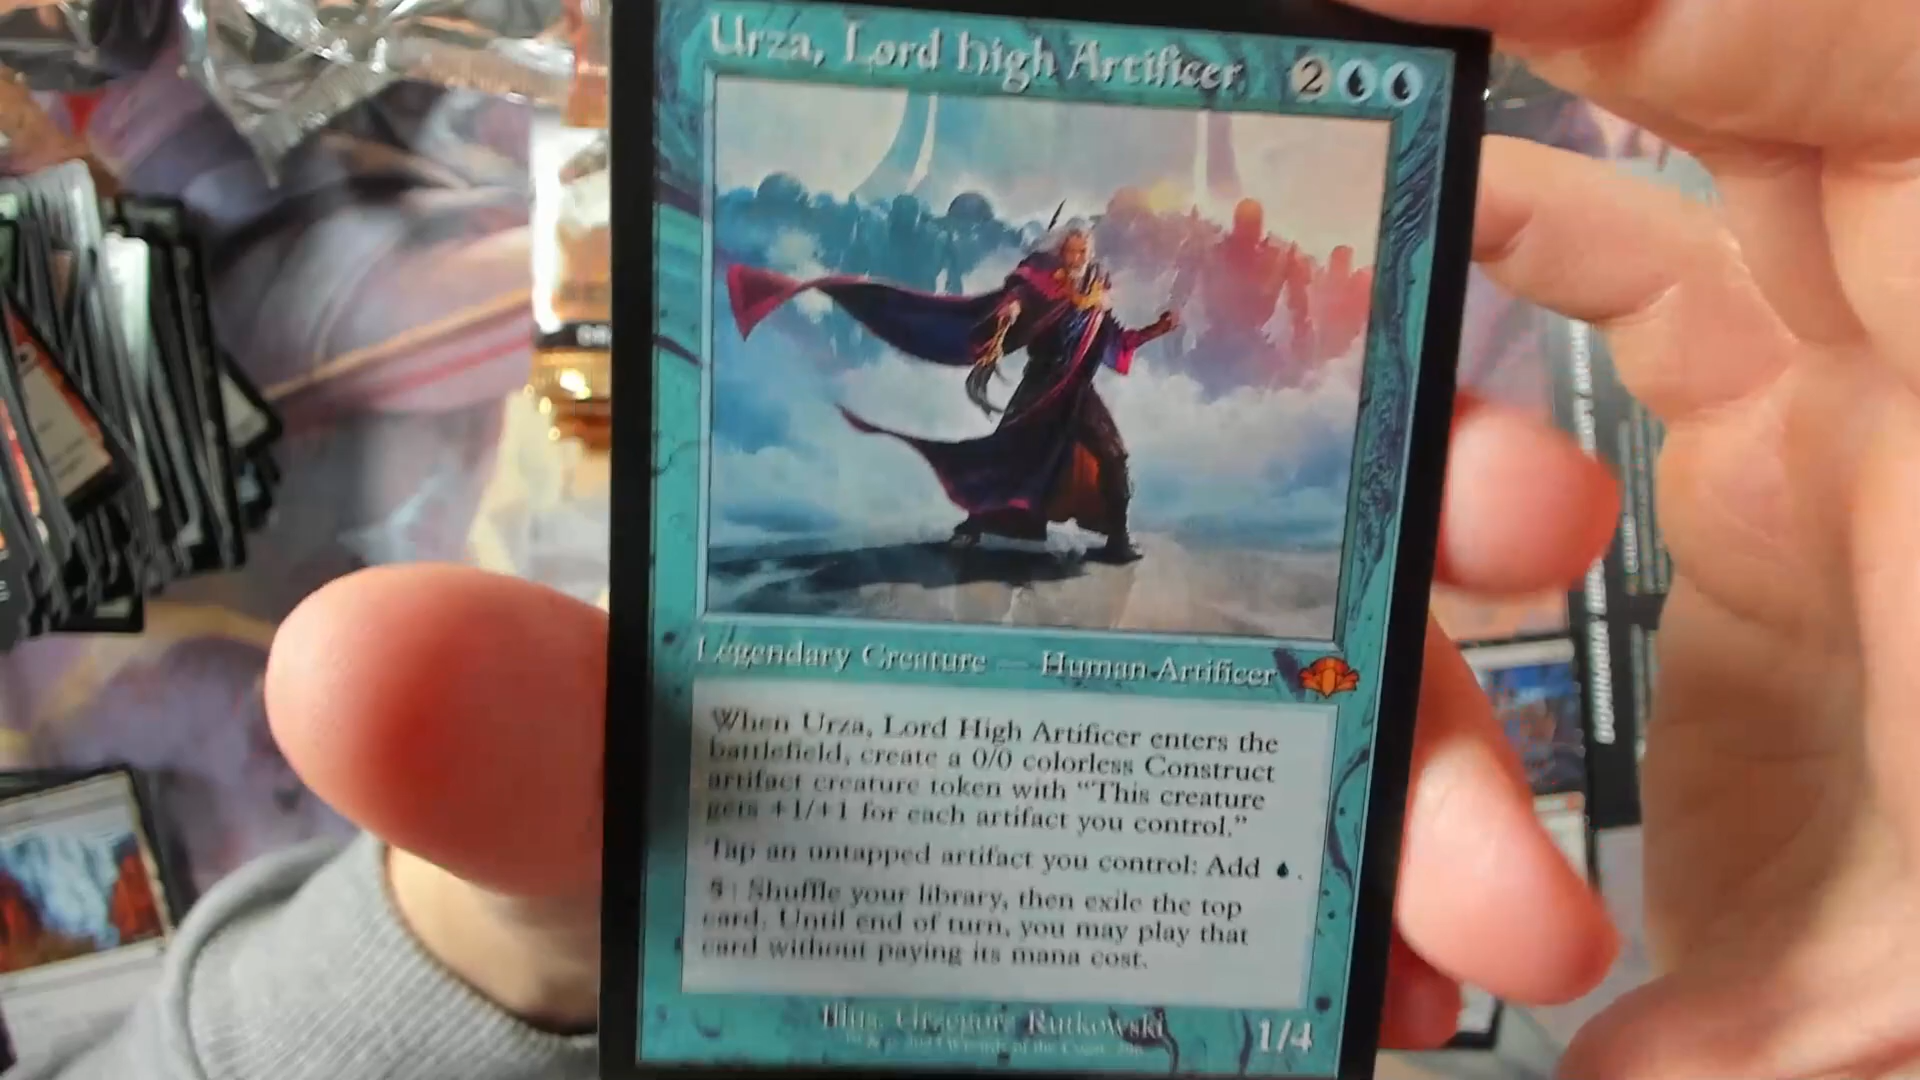 Urza, Lord High Artificer 2
Legendary Creature — Human Artificer
When Urza, Lord High Artificer enters the
battlefield, create a 0/0 colorless Construct
artifact creature token with “This creature
gets +1/+1 for each artifact you control.”
Tap an untapped artifact you control: Add .
5 : Shuffle your library, then exile the top
card. Until end of turn, you may play that
card without paying its mana cost.
Illus. Grzegorz Rutkowski
1/4